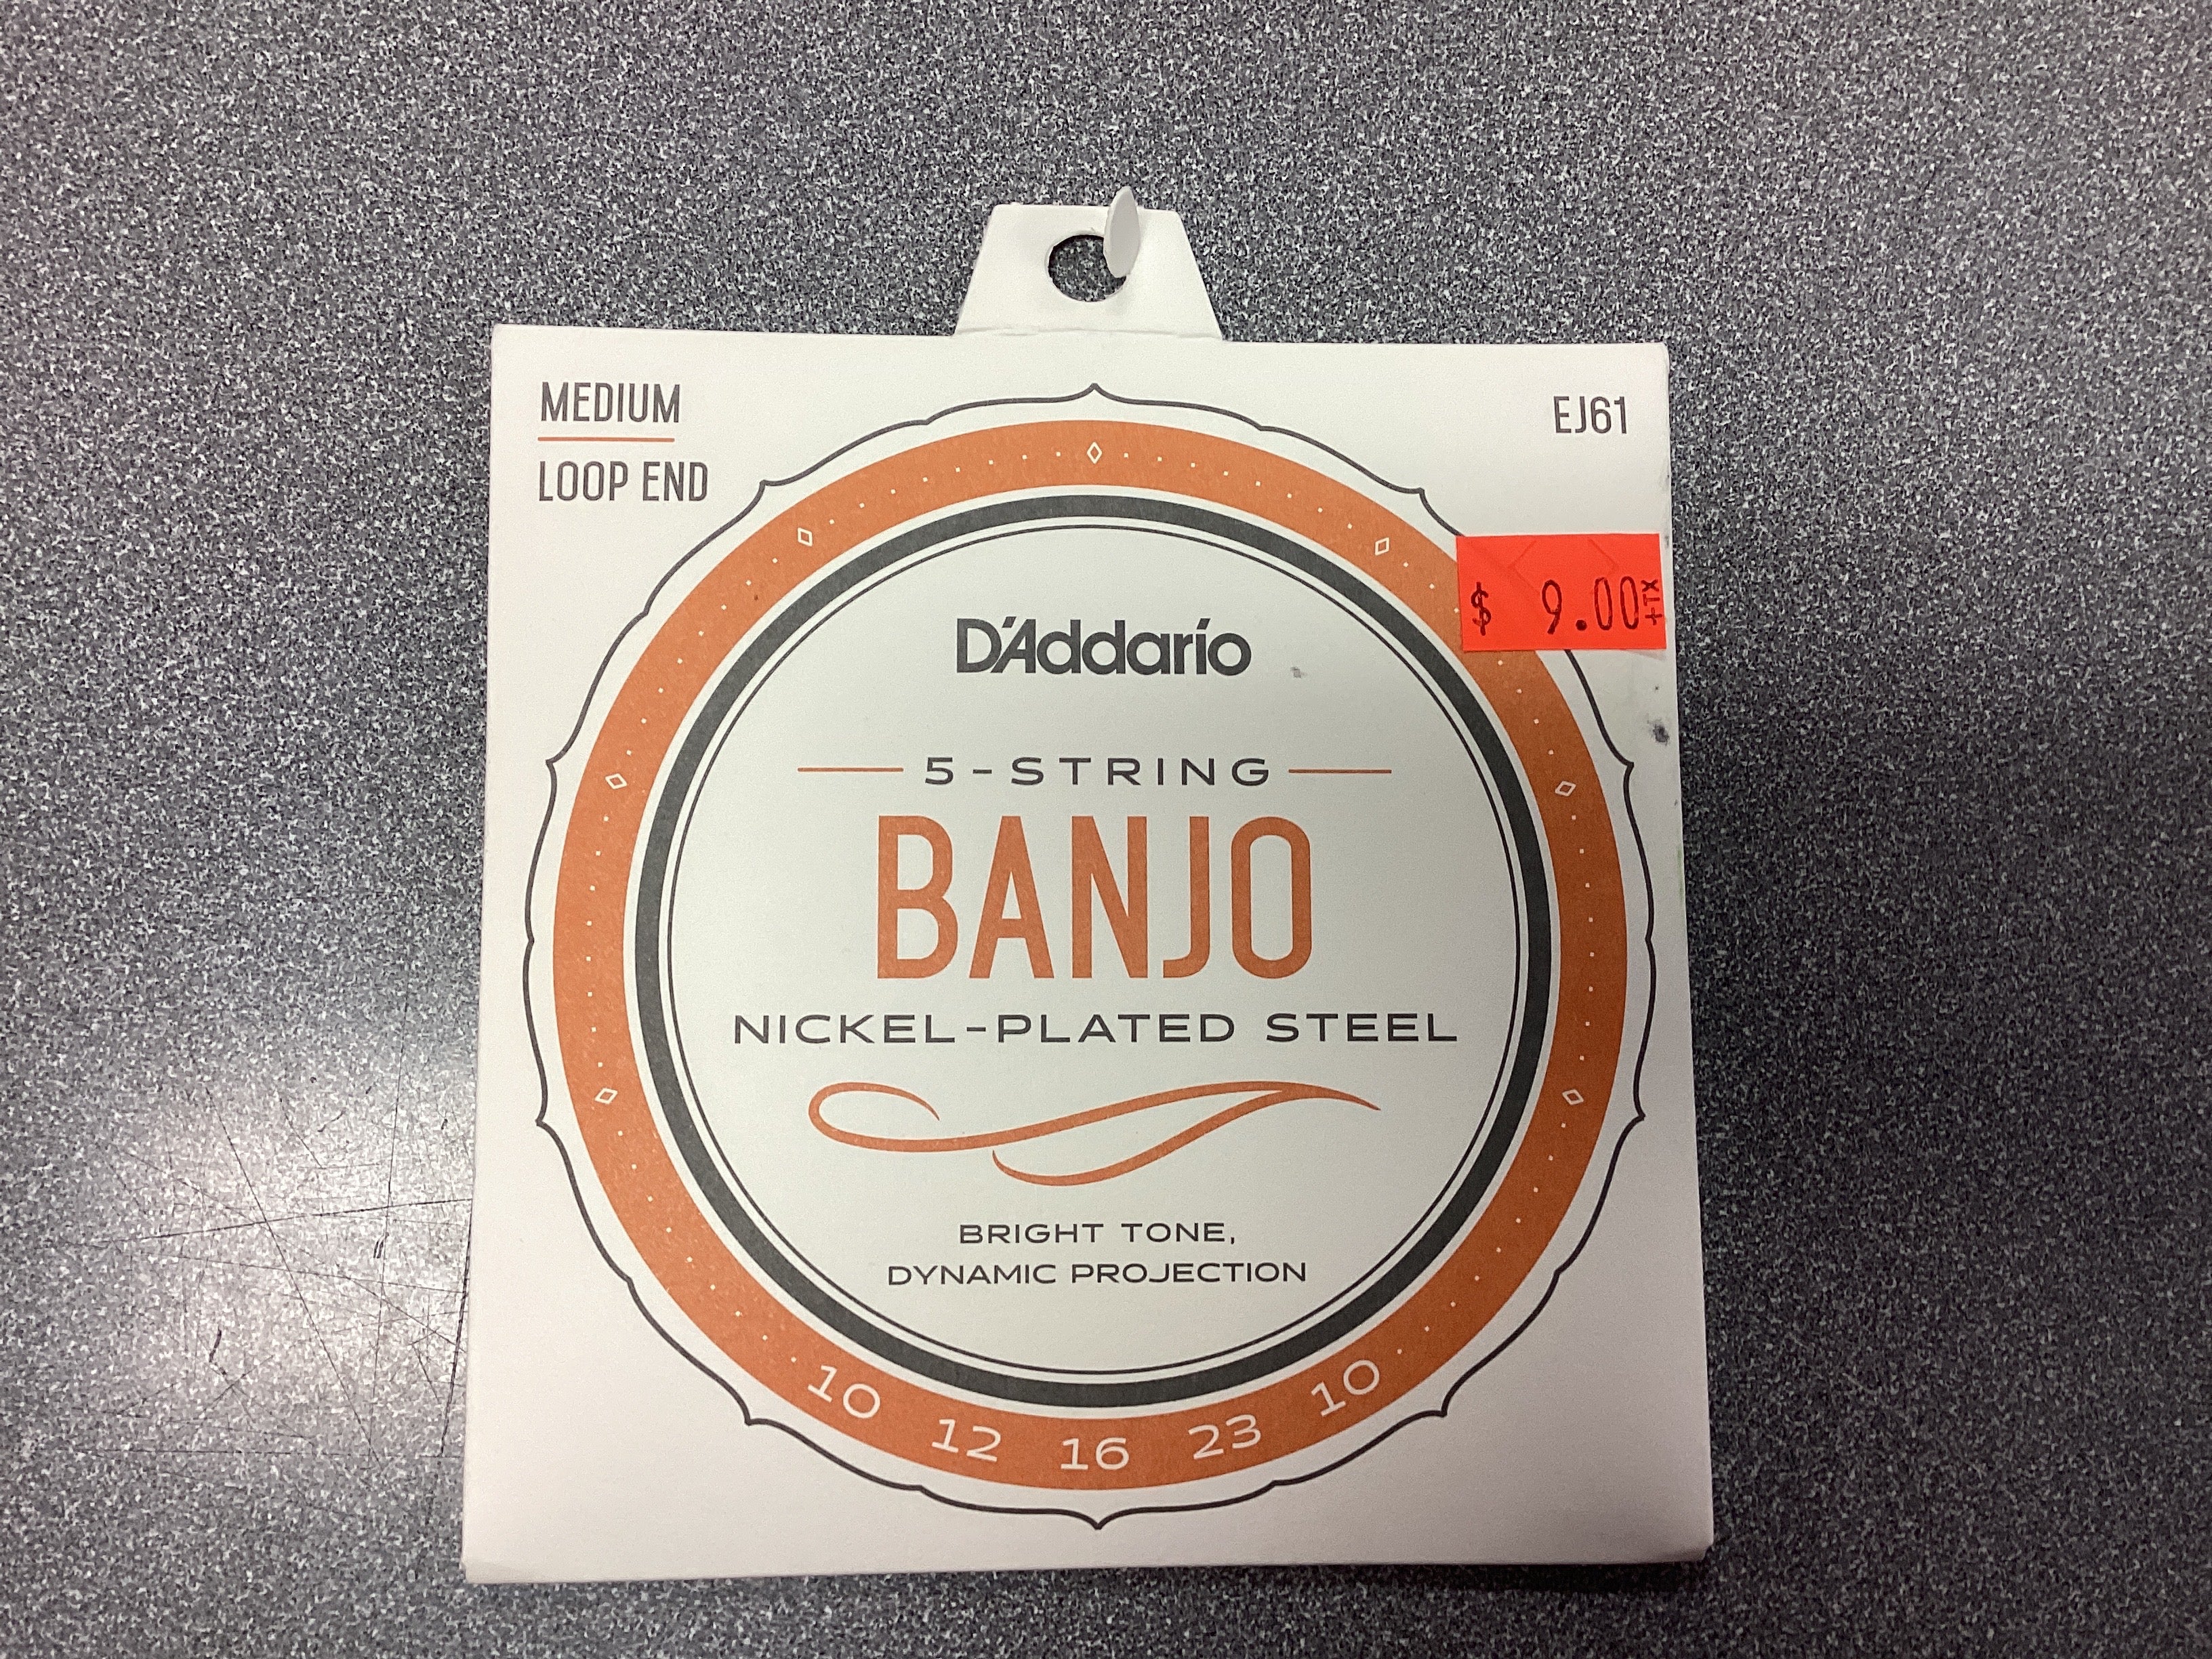 MEDIUM
LOOP END
EJ61
$ 9.00+TX
D'Addario
5-STRING
BANJO
NICKEL-PLATED STEEL
BRIGHT TONE,
DYNAMIC PROJECTION
10 12 16 23 10